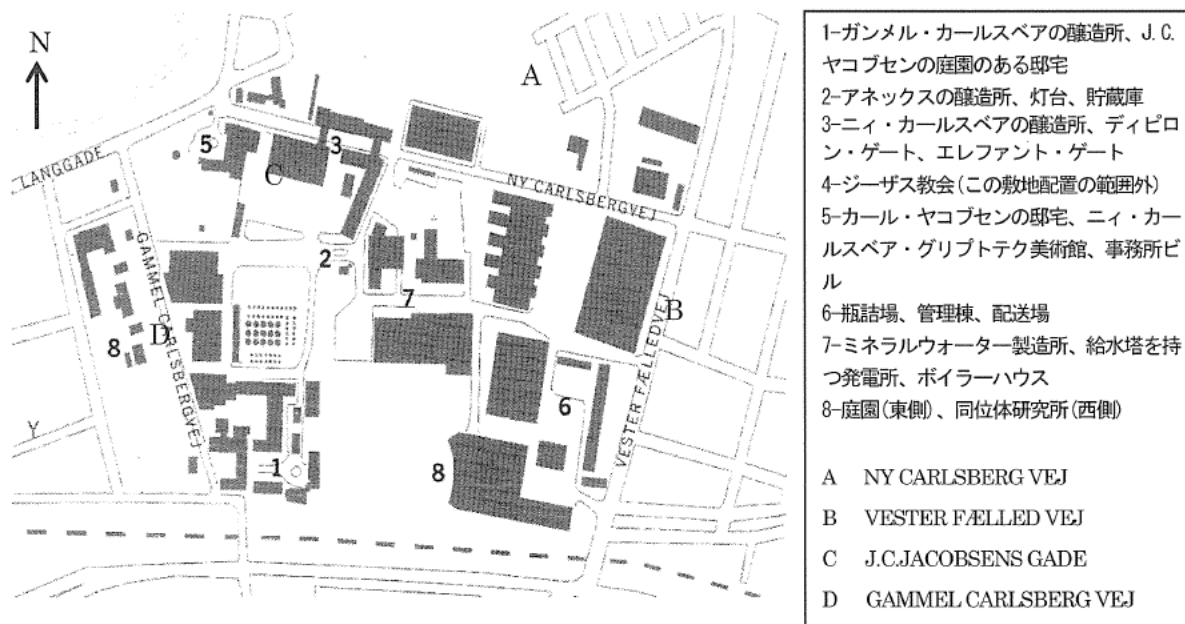 N
A
LANGGADE
5
3
C
NY CARLSBERGVEJ
GAMMEL CARLSBERGVEJ
2
7
B
D
8
VESTER FÆLLEDVEJ
6
Y
1
8
1-ガンメル・カールスベアの醸造所、J.C.
ヤコブセンの庭園のある邸宅
2-アネックスの醸造所、灯台、貯蔵庫
3-ニィ・カールスベアの醸造所、ディピロ
ン・ゲート、エレファント・ゲート
4-ジーザス教会(この敷地配置の範囲外)
5-カール・ヤコブセンの邸宅、ニィ・カー
ルスベア・グリプトテク美術館、事務所ビ
ル
6-瓶詰場、管理棟、配送場
7-ミネラルウォーター製造所、給水塔を持
つ発電所、ボイラーハウス
8-庭園(東側)、同位体研究所(西側)
A NY CARLSBERG VEJ
B VESTER FÆLLED VEJ
C J.C.JACOBSENS GADE
D GAMMEL CARLSBERG VEJ